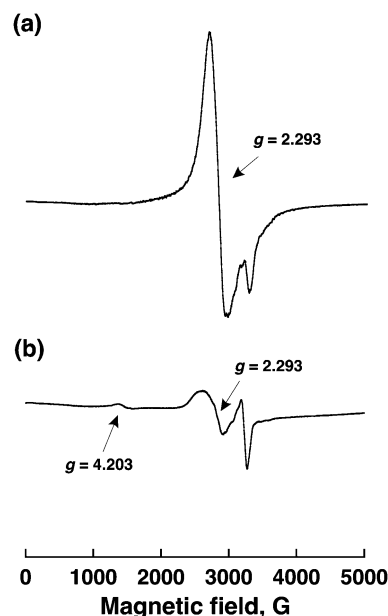 (a)
g = 2.293
(b)
g = 2.293
g = 4.203
0 1000 2000 3000 4000 5000
Magnetic field, G